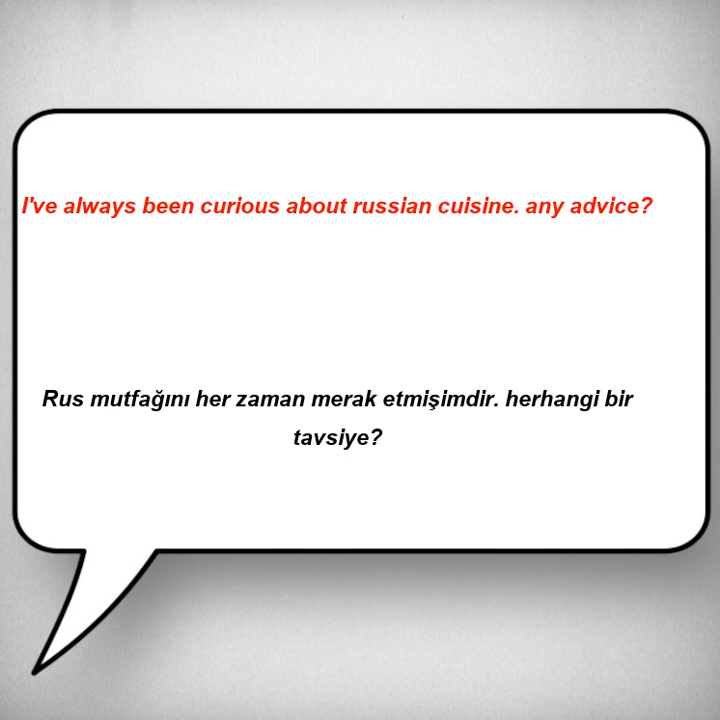 I've always been curious about russian cuisine. any advice?
Rus mutfağını her zaman merak etmişimdir. herhangi bir
tavsiye?